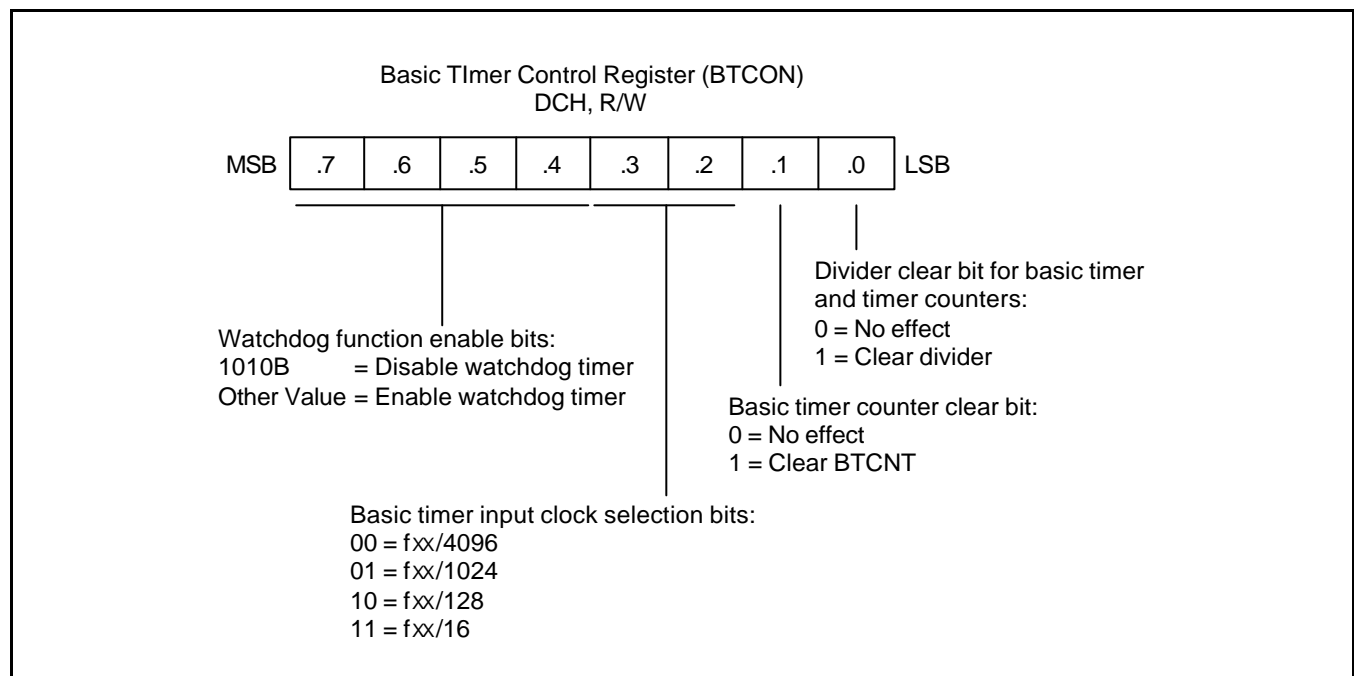 Basic TImer Control Register (BTCON)
DCH, R/W
MSB .7 .6 .5 .4 .3 .2 .1 .0 LSB
Divider clear bit for basic timer
and timer counters:
0 = No effect
1 = Clear divider
Watchdog function enable bits:
1010B = Disable watchdog timer
Other Value = Enable watchdog timer
Basic timer counter clear bit:
0 = No effect
1 = Clear BTCNT
Basic timer input clock selection bits:
00 = fxx/4096
01 = fxx/1024
10 = fxx/128
11 = fxx/16